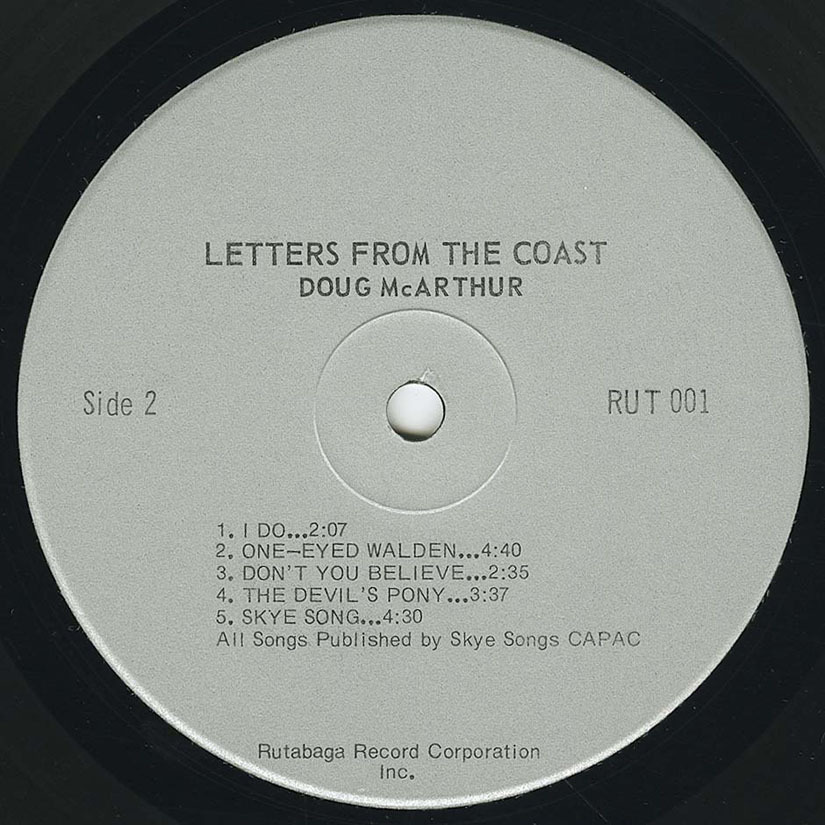 LETTERS FROM THE COAST
DOUG McARTHUR
Side 2
RUT 001
1. I DO...2:07
2. ONE-EYED WALDEN...4:40
3. DON'T YOU BELIEVE...2:35
4. THE DEVIL'S PONY...3:37
5. SKYE SONG...4:30
All Songs Published by Skye Songs CAPAC
Rutabaga Record Corporation
Inc.